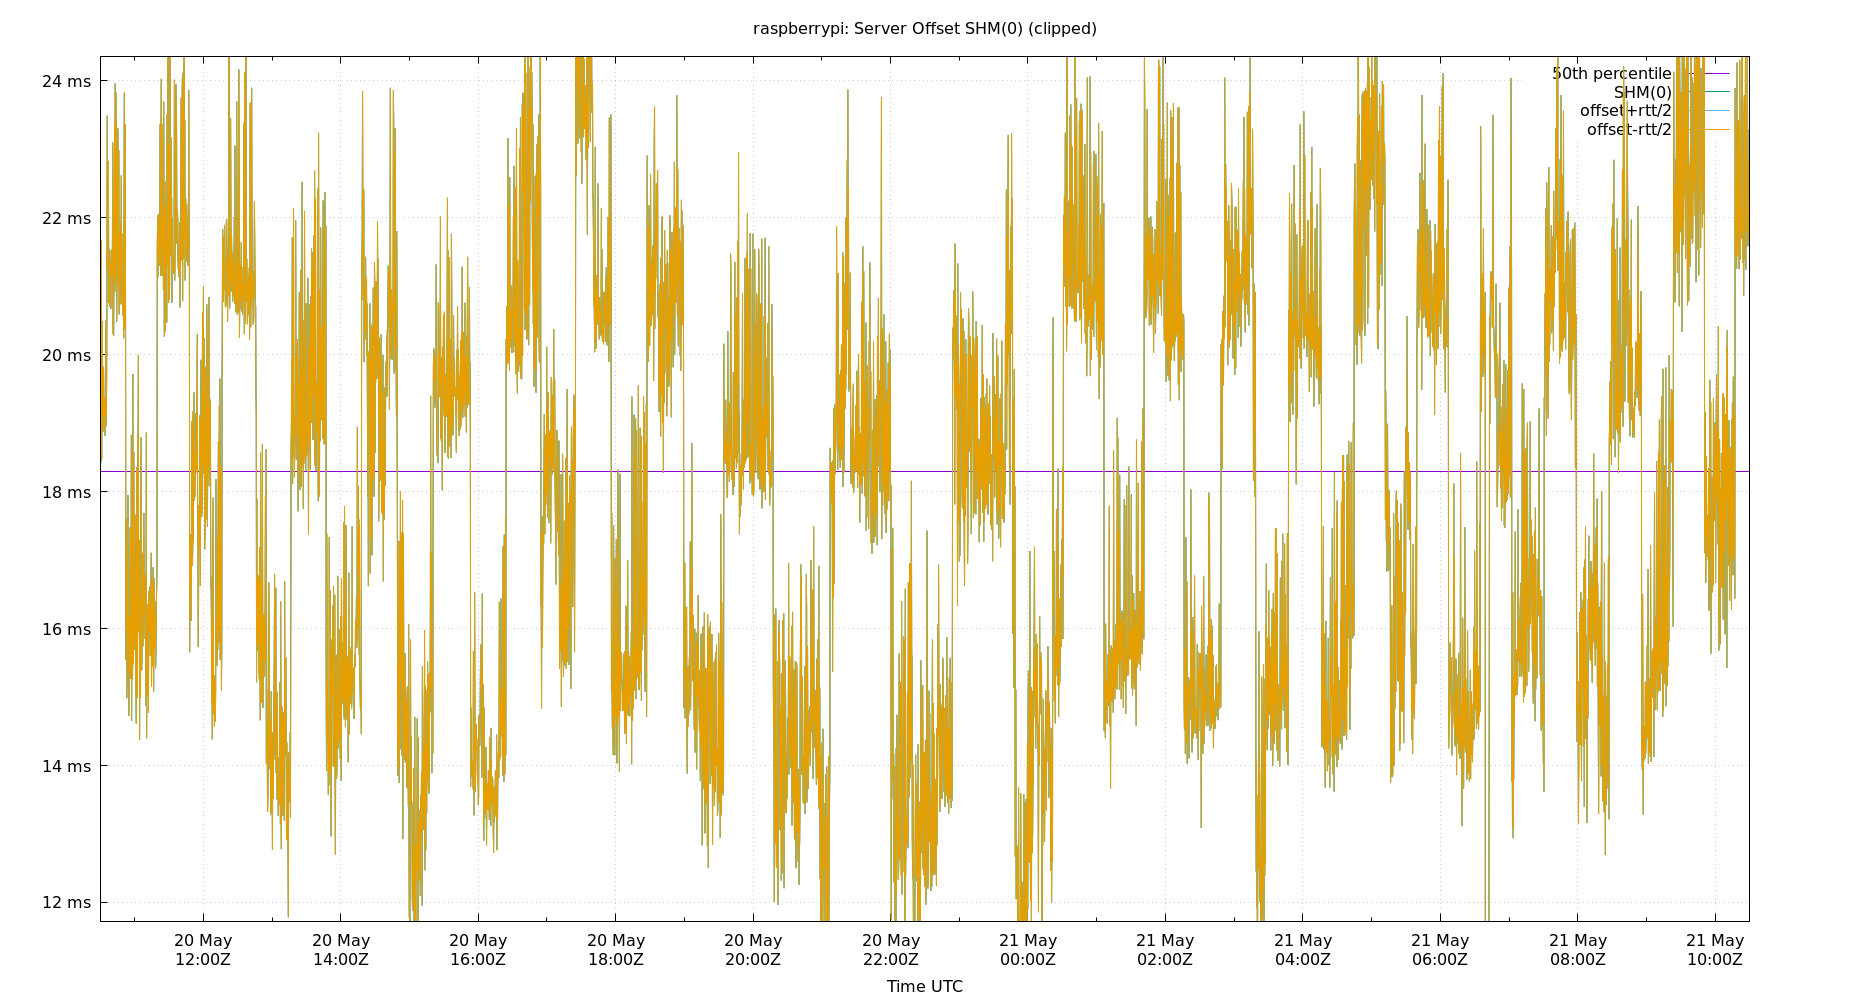 raspberrypi: Server Offset SHM(0) (clipped)
50th percentile
SHM(0)
offset+rtt/2
offset-rtt/2
24 ms
22 ms
20 ms
18 ms
16 ms
14 ms
12 ms
20 May 20 May 20 May 20 May 20 May 20 May 21 May 21 May 21 May 21 May 21 May 21 May
12:00Z 14:00Z 16:00Z 18:00Z 20:00Z 22:00Z 00:00Z 02:00Z 04:00Z 06:00Z 08:00Z 10:00Z
Time UTC